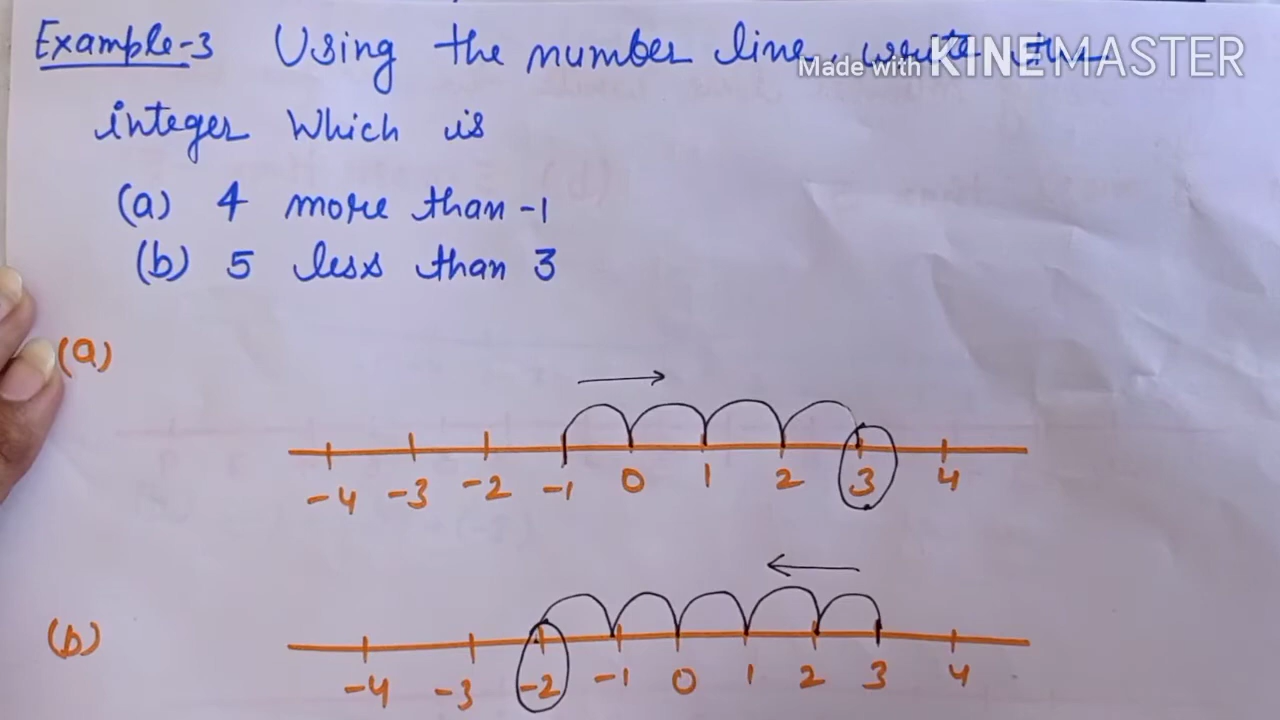 Example-3 Using the number line, write the
Made with KINEMASTER
integer which is
(a) 4 more than -1
(b) 5 less than 3
(a)
-4 -3 -2 -1 0 1 2 3 4
(b)
-4 -3 -2 -1 0 1 2 3 4